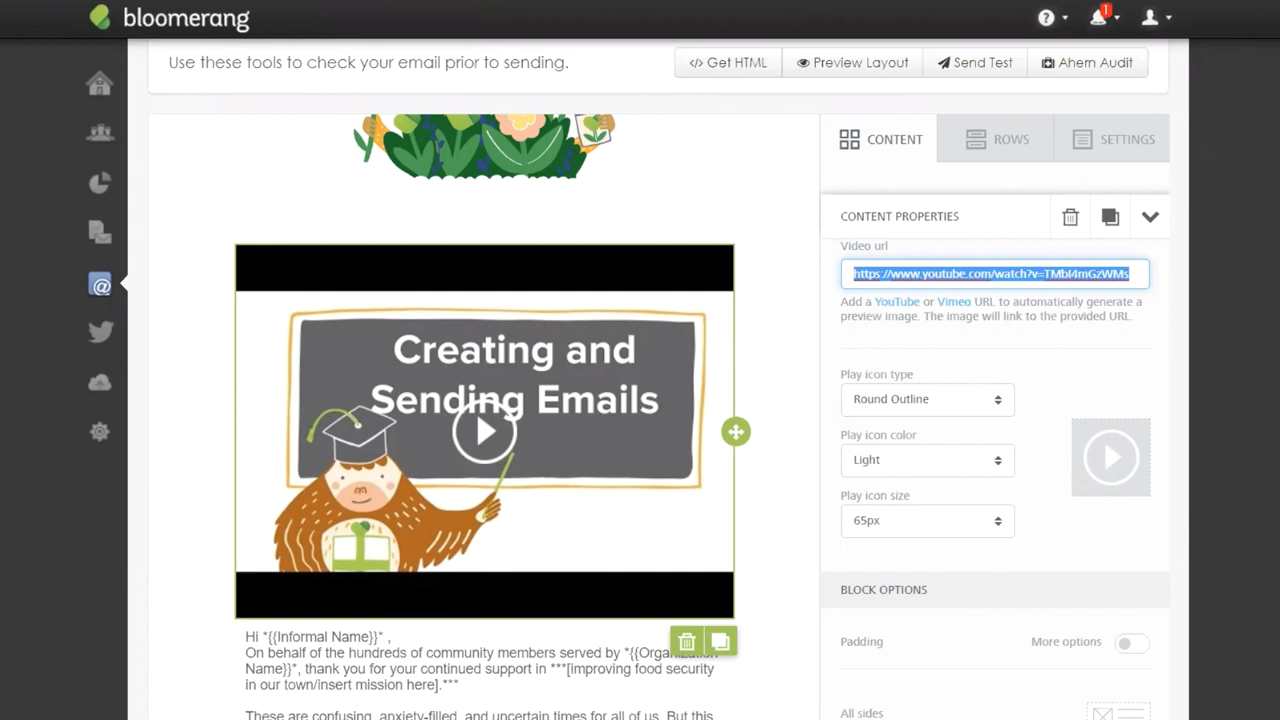 bloomerang
1
Use these tools to check your email prior to sending.
</> Get HTML
Preview Layout
Send Test
Ahern Audit
CONTENT
ROWS
SETTINGS
CONTENT PROPERTIES
Video url
https://www.youtube.com/watch?v=TMbI4mGzWMs
Add a YouTube or Vimeo URL to automatically generate a
preview image. The image will link to the provided URL.
Play icon type
Round Outline
Play icon color
Light
Play icon size
65px
BLOCK OPTIONS
Padding
More options
All sides
Creating and
Sending Emails
Hi *{{Informal Name}}* ,
On behalf of the hundreds of community members served by *{{Organization
Name}}*, thank you for your continued support in ***[improving food security
in our town/insert mission here].***
These are confusing, anxiety-filled, and uncertain times for all of us. But this